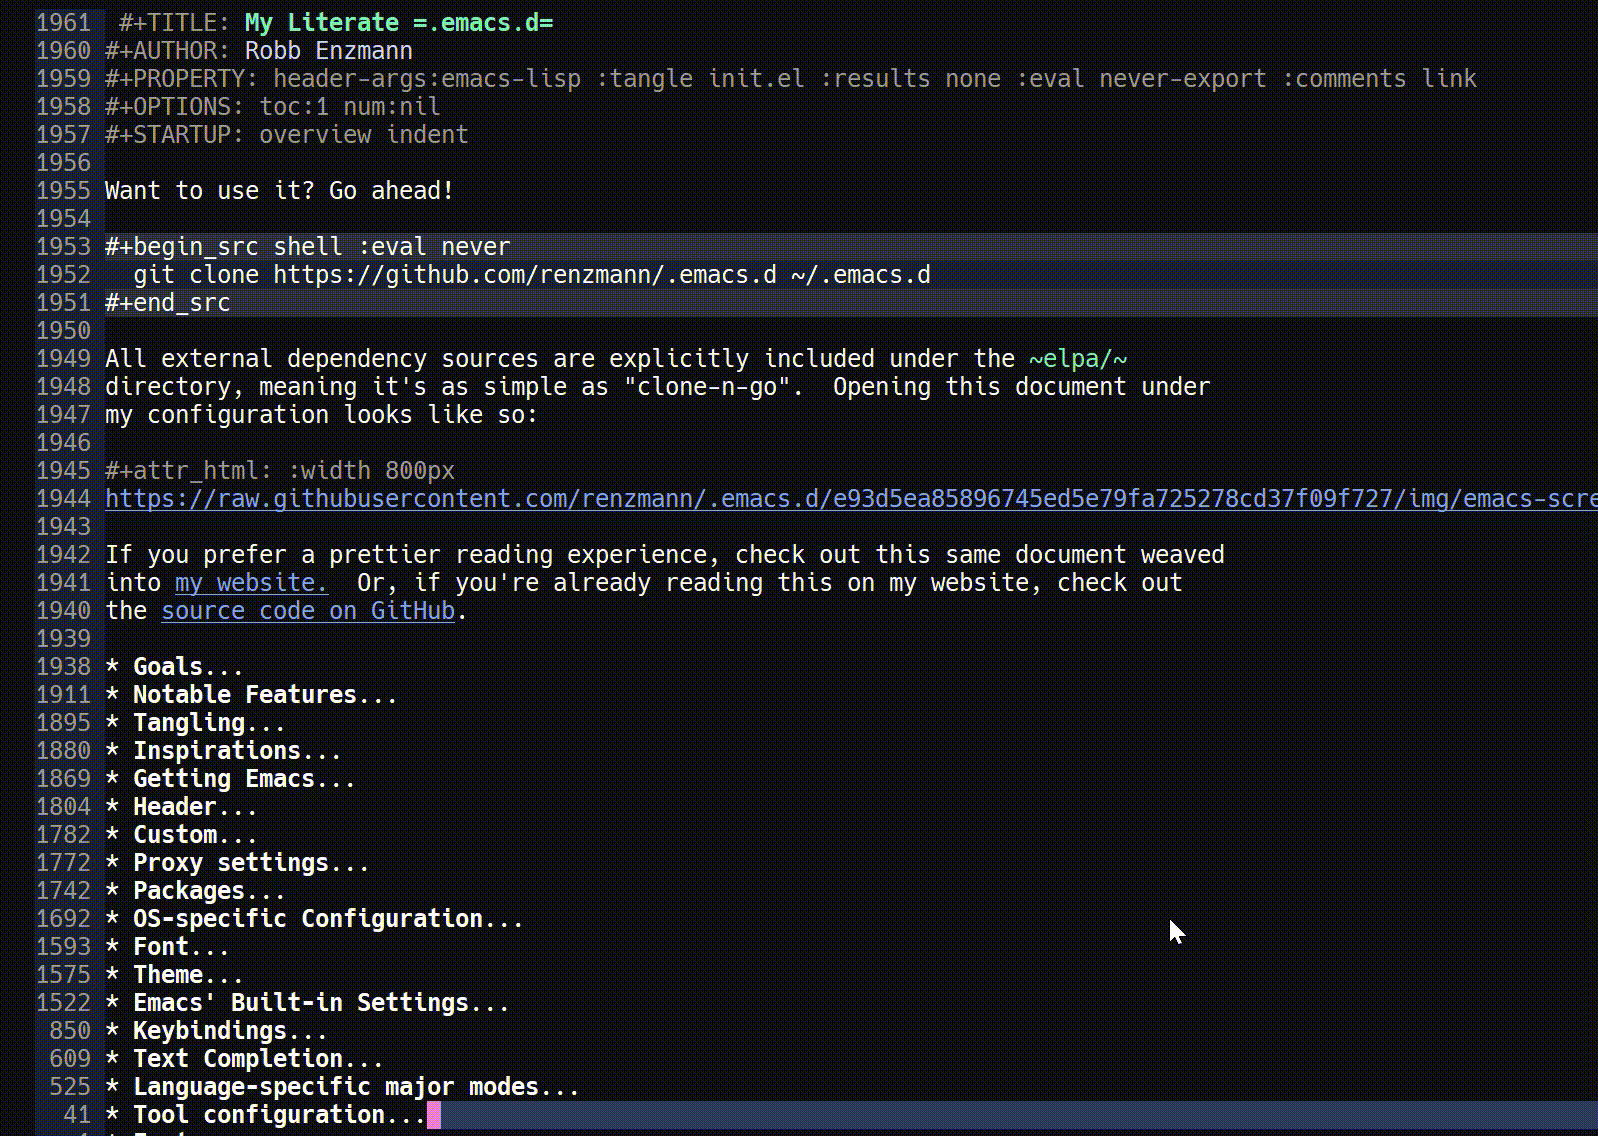 1961  #+TITLE: My Literate =.emacs.d=
1960 #+AUTHOR: Robb Enzmann
1959 #+PROPERTY: header-args:emacs-lisp :tangle init.el :results none :eval never-export :comments link
1958 #+OPTIONS: toc:1 num:nil
1957 #+STARTUP: overview indent
1956
1955 Want to use it? Go ahead!
1954
1953 #+begin_src shell :eval never
1952   git clone https://github.com/renzmann/.emacs.d ~/.emacs.d
1951 #+end_src
1950
1949 All external dependency sources are explicitly included under the ~elpa/~
1948 directory, meaning it's as simple as "clone-n-go".  Opening this document under
1947 my configuration looks like so:
1946
1945 #+attr_html: :width 800px
1944 https://raw.githubusercontent.com/renzmann/.emacs.d/e93d5ea85896745ed5e79fa725278cd37f09f727/img/emacs-scre
1943
1942 If you prefer a prettier reading experience, check out this same document weaved
1941 into my website.  Or, if you're already reading this on my website, check out
1940 the source code on GitHub.
1939
1938 * Goals...
1911 * Notable Features...
1895 * Tangling...
1880 * Inspirations...
1869 * Getting Emacs...
1804 * Header...
1782 * Custom...
1772 * Proxy settings...
1742 * Packages...
1692 * OS-specific Configuration...
1593 * Font...
1575 * Theme...
1522 * Emacs' Built-in Settings...
850 * Keybindings...
609 * Text Completion...
525 * Language-specific major modes...
41 * Tool configuration...